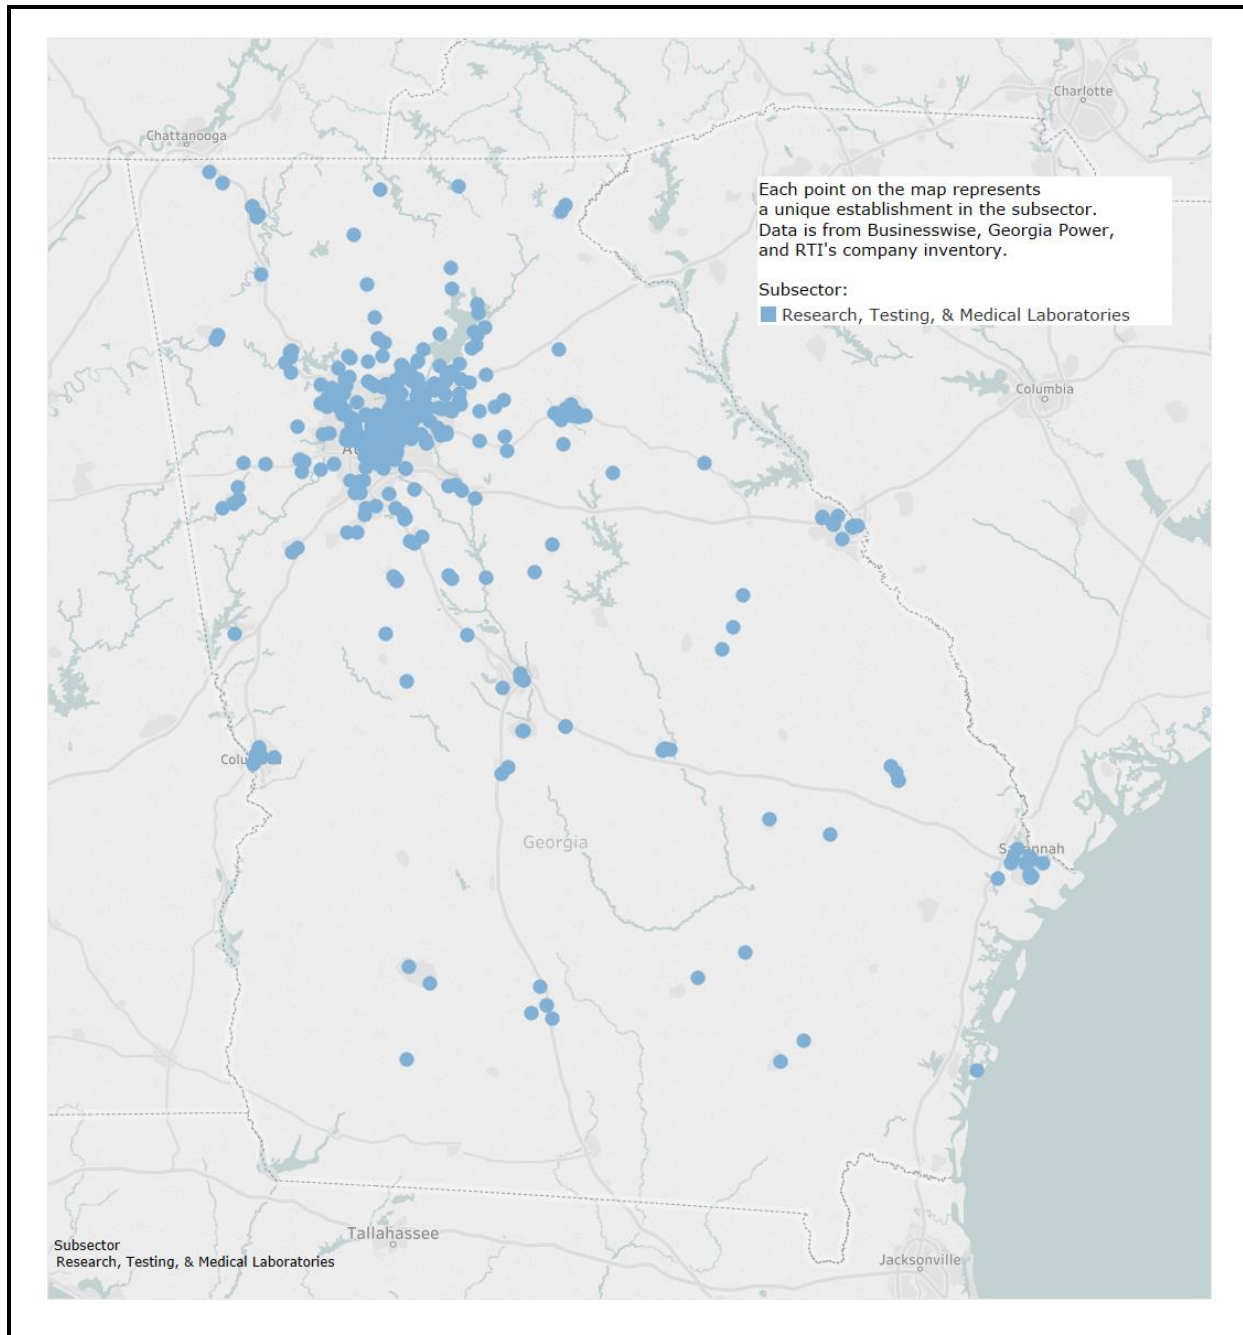 Charlotte
Chattanooga
Each point on the map represents
a unique establishment in the subsector.
Data is from Businesswise, Georgia Power,
and RTI's company inventory.
Subsector:
Research, Testing, & Medical Laboratories
Columbia
Georgia
Tallahassee
Subsector
Research, Testing, & Medical Laboratories
Jacksonville